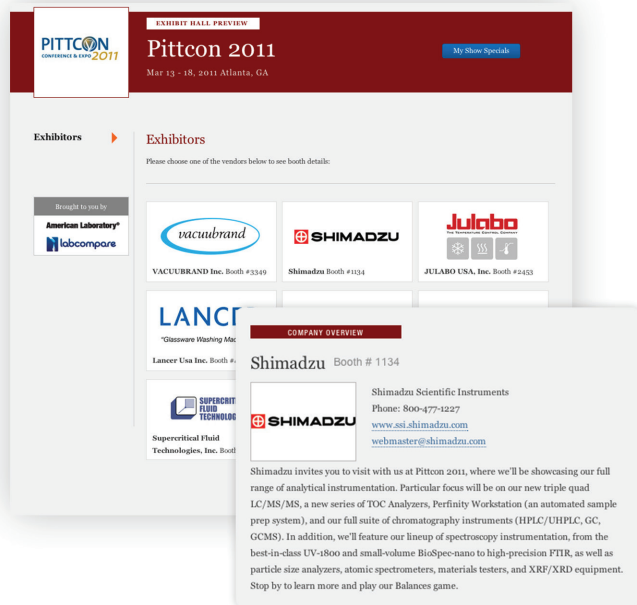 EXHIBIT HALL PREVIEW
PITTCON
CONFERENCE & EXPO 2011
Pittcon 2011
My Show Specials
Mar 13 - 18, 2011 Atlanta, GA
Exhibitors
Exhibitors
Please choose one of the vendors below to see booth details:
Brought to you by
American Laboratory®
labcompare
vacuubrand
SHIMADZU
Julabo
THE TEMPERATURE CONTROL COMPANY
VACUUBRAND Inc. Booth #3349
Shimadzu Booth #1134
JULABO USA, Inc. Booth #2453
LANCE
"Glassware Washing Mac
Lancer Usa Inc. Booth #
SUPERCRIT
FLUID
TECHNOLOG
Supercritical Fluid
Technologies, Inc. Boot
COMPANY OVERVIEW
Shimadzu Booth # 1134
SHIMADZU
Shimadzu Scientific Instruments
Phone: 800-477-1227
www.ssi.shimadzu.com
webmaster@shimadzu.com
Shimadzu invites you to visit with us at Pittcon 2011, where we'll be showcasing our full
range of analytical instrumentation. Particular focus will be on our new triple quad
LC/MS/MS, a new series of TOC Analyzers, Perfinity Workstation (an automated sample
prep system), and our full suite of chromatography instruments (HPLC/UHPLC, GC,
GCMS). In addition, we'll feature our lineup of spectroscopy instrumentation, from the
best-in-class UV-1800 and small-volume BioSpec-nano to high-precision FTIR, as well as
particle size analyzers, atomic spectrometers, materials testers, and XRF/XRD equipment.
Stop by to learn more and play our Balances game.